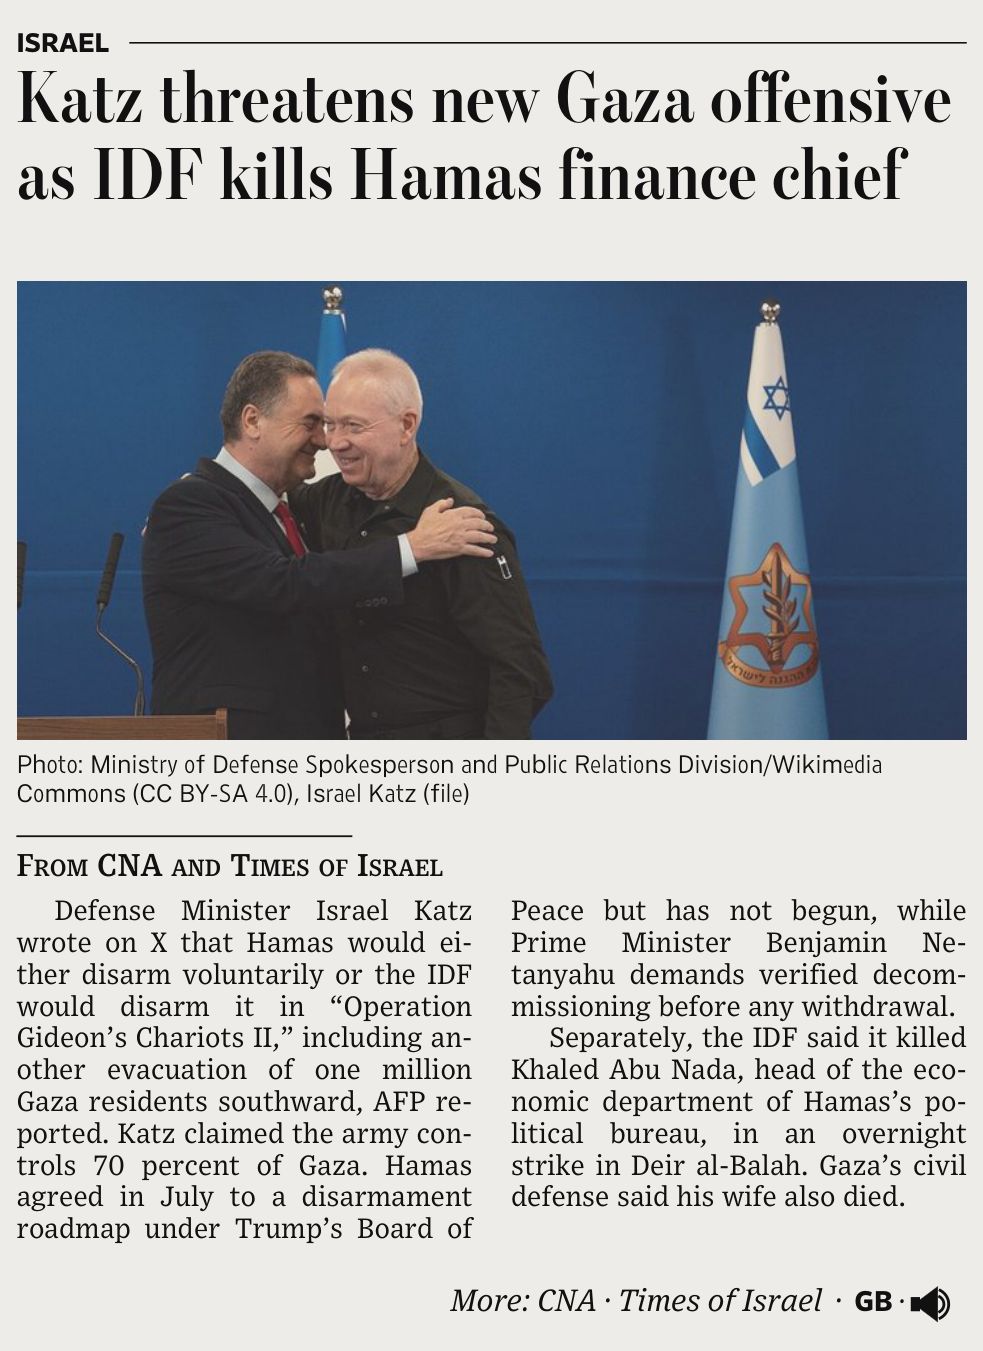 ISRAEL
Katz threatens new Gaza offensive
as IDF kills Hamas finance chief
ההגנה לישרא
Photo: Ministry of Defense Spokesperson and Public Relations Division/Wikimedia
Commons (CC BY-SA 4.0), Israel Katz (file)
FROM CNA AND TIMES OF ISRAEL
Defense Minister Israel Katz
wrote on X that Hamas would ei-
ther disarm voluntarily or the IDF
would disarm it in “Operation
Gideon’s Chariots II,” including an-
other evacuation of one million
Gaza residents southward, AFP re-
ported. Katz claimed the army con-
trols 70 percent of Gaza. Hamas
agreed in July to a disarmament
roadmap under Trump’s Board of
Peace but has not begun, while
Prime Minister Benjamin Ne-
tanyahu demands verified decom-
missioning before any withdrawal.
Separately, the IDF said it killed
Khaled Abu Nada, head of the eco-
nomic department of Hamas’s po-
litical bureau, in an overnight
strike in Deir al-Balah. Gaza’s civil
defense said his wife also died.
More: CNA · Times of Israel · GB ·